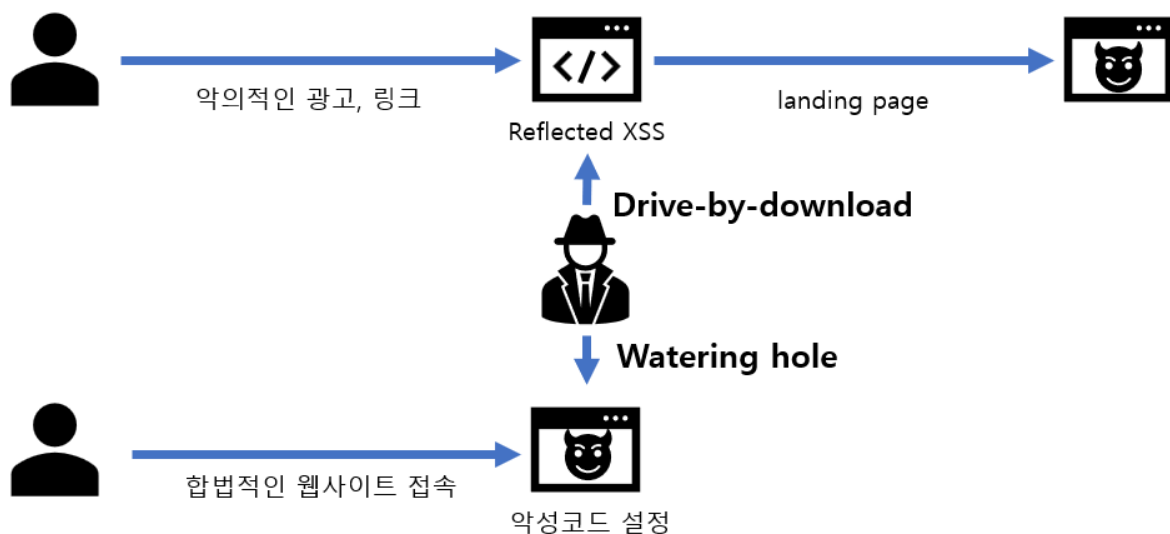 </>
악의적인 광고, 링크
landing page
Reflected XSS
Drive-by-download
Watering hole
합법적인 웹사이트 접속
악성코드 설정